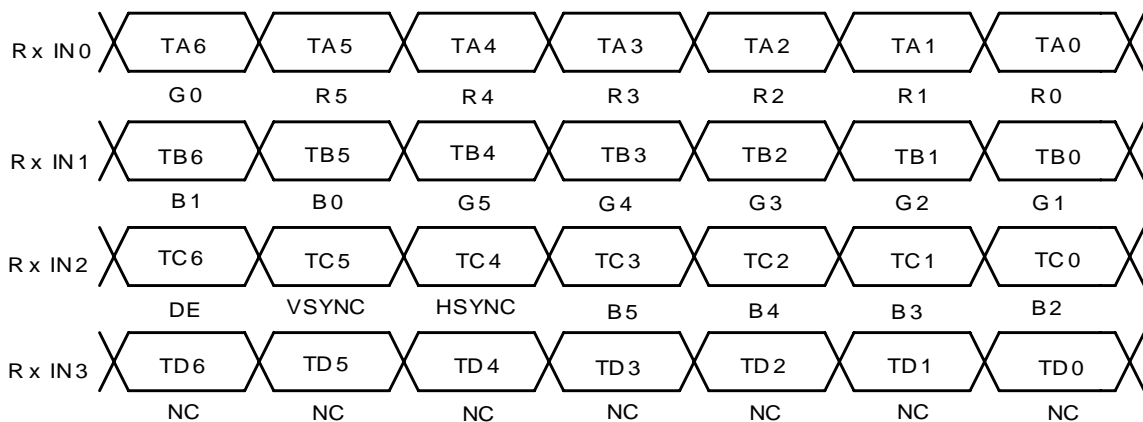 Rx IN0 TA6 TA5 TA4 TA3 TA2 TA1 TA0
G0 R5 R4 R3 R2 R1 R0
Rx IN1 TB6 TB5 TB4 TB3 TB2 TB1 TB0
B1 B0 G5 G4 G3 G2 G1
Rx IN2 TC6 TC5 TC4 TC3 TC2 TC1 TC0
DE VSYNC HSYNC B5 B4 B3 B2
Rx IN3 TD6 TD5 TD4 TD3 TD2 TD1 TD0
NC NC NC NC NC NC NC